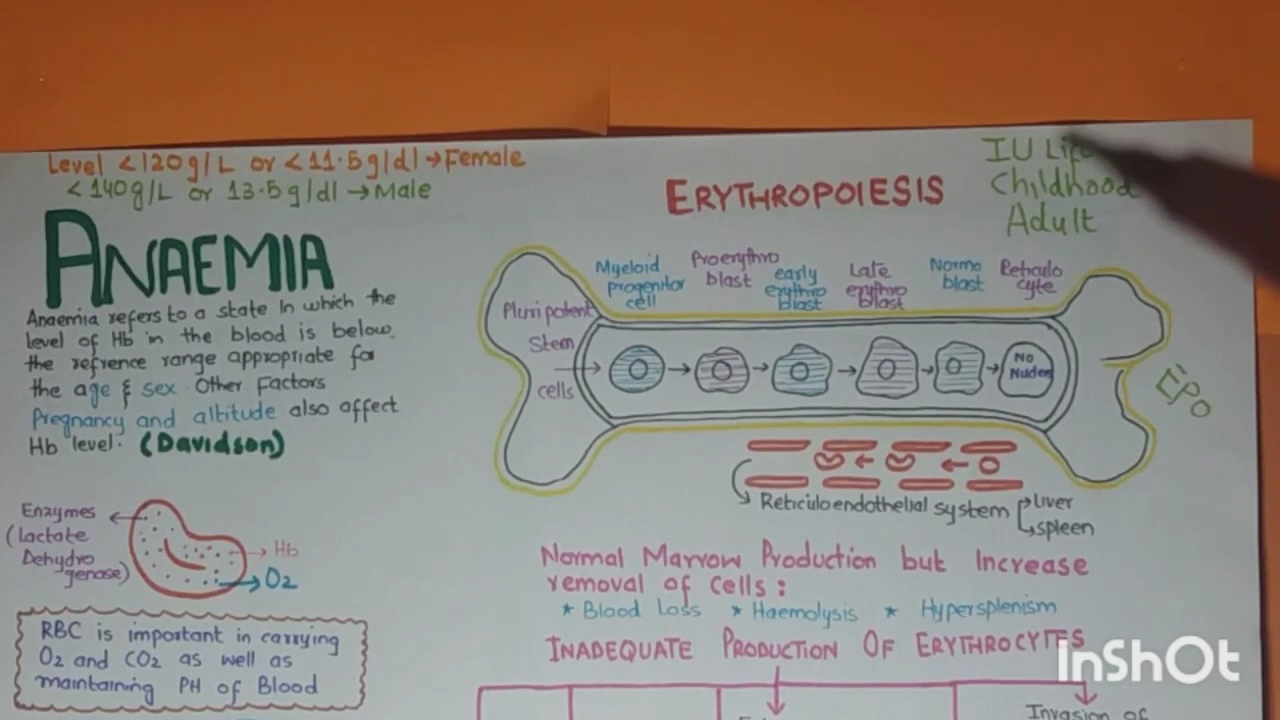 Level <120g/L or <11.5g/dl→Female
<140g/L or 13.5g/dl→Male
ANAEMIA
Anaemia refers to a state In which the
level of Hb in the blood is below
the refrence range appropriate for
the age & sex. Other Factors
Pregnancy and altitude also affect
Hb level. (Davidson)
Enzymes
(Lactate
Dehydro
genase)
Hb
O2
RBC is important in carrying
O2 and CO2 as well as
maintaining PH of Blood
ERYTHROPOIESIS
IU Life
Childhood
Adult
Pluripotent
Stem
cells
Myeloid
progenitor
cell
Proerythro
blast
early
erythro
blast
Late
erythro
blast
Normo
blast
Reticulo
cyte
No
EPO
Reticuloendothelial system
Liver
spleen
Normal Marrow Production but Increase
removal of cells:
* Blood Loss * Haemolysis * Hypersplenism
INADEQUATE PRODUCTION OF ERYTHROCYTES
Invasion of
InShOt